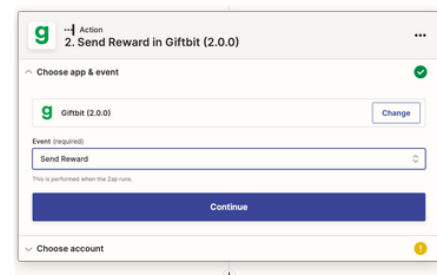 Action
2. Send Reward in Giftbit (2.0.0)
Choose app & event
Giftbit (2.0.0)
Change
Event (required)
Send Reward
This is performed when the Zap runs.
Continue
Choose account